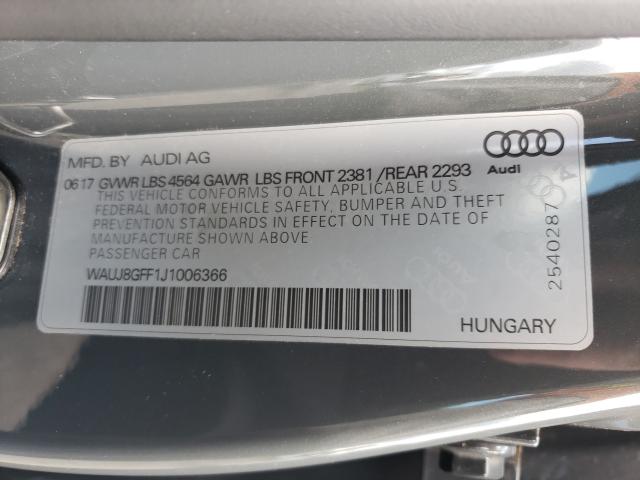 MFD.BY AUDI AG
0617 GVWR LBS 4564 GAWR LBS FRONT 2381 /REAR 2293
THIS VEHICLE CONFORMS TO ALL APPLICABLE U.S.
FEDERAL MOTOR VEHICLE SAFETY, BUMPER AND THEFT
PREVENTION STANDARDS IN EFFECT ON THE DATE OF
MANUFACTURE SHOWN ABOVE
PASSENGER CAR
WAUJ8GFF1J1006366
HUNGARY
Audi
2540287 A